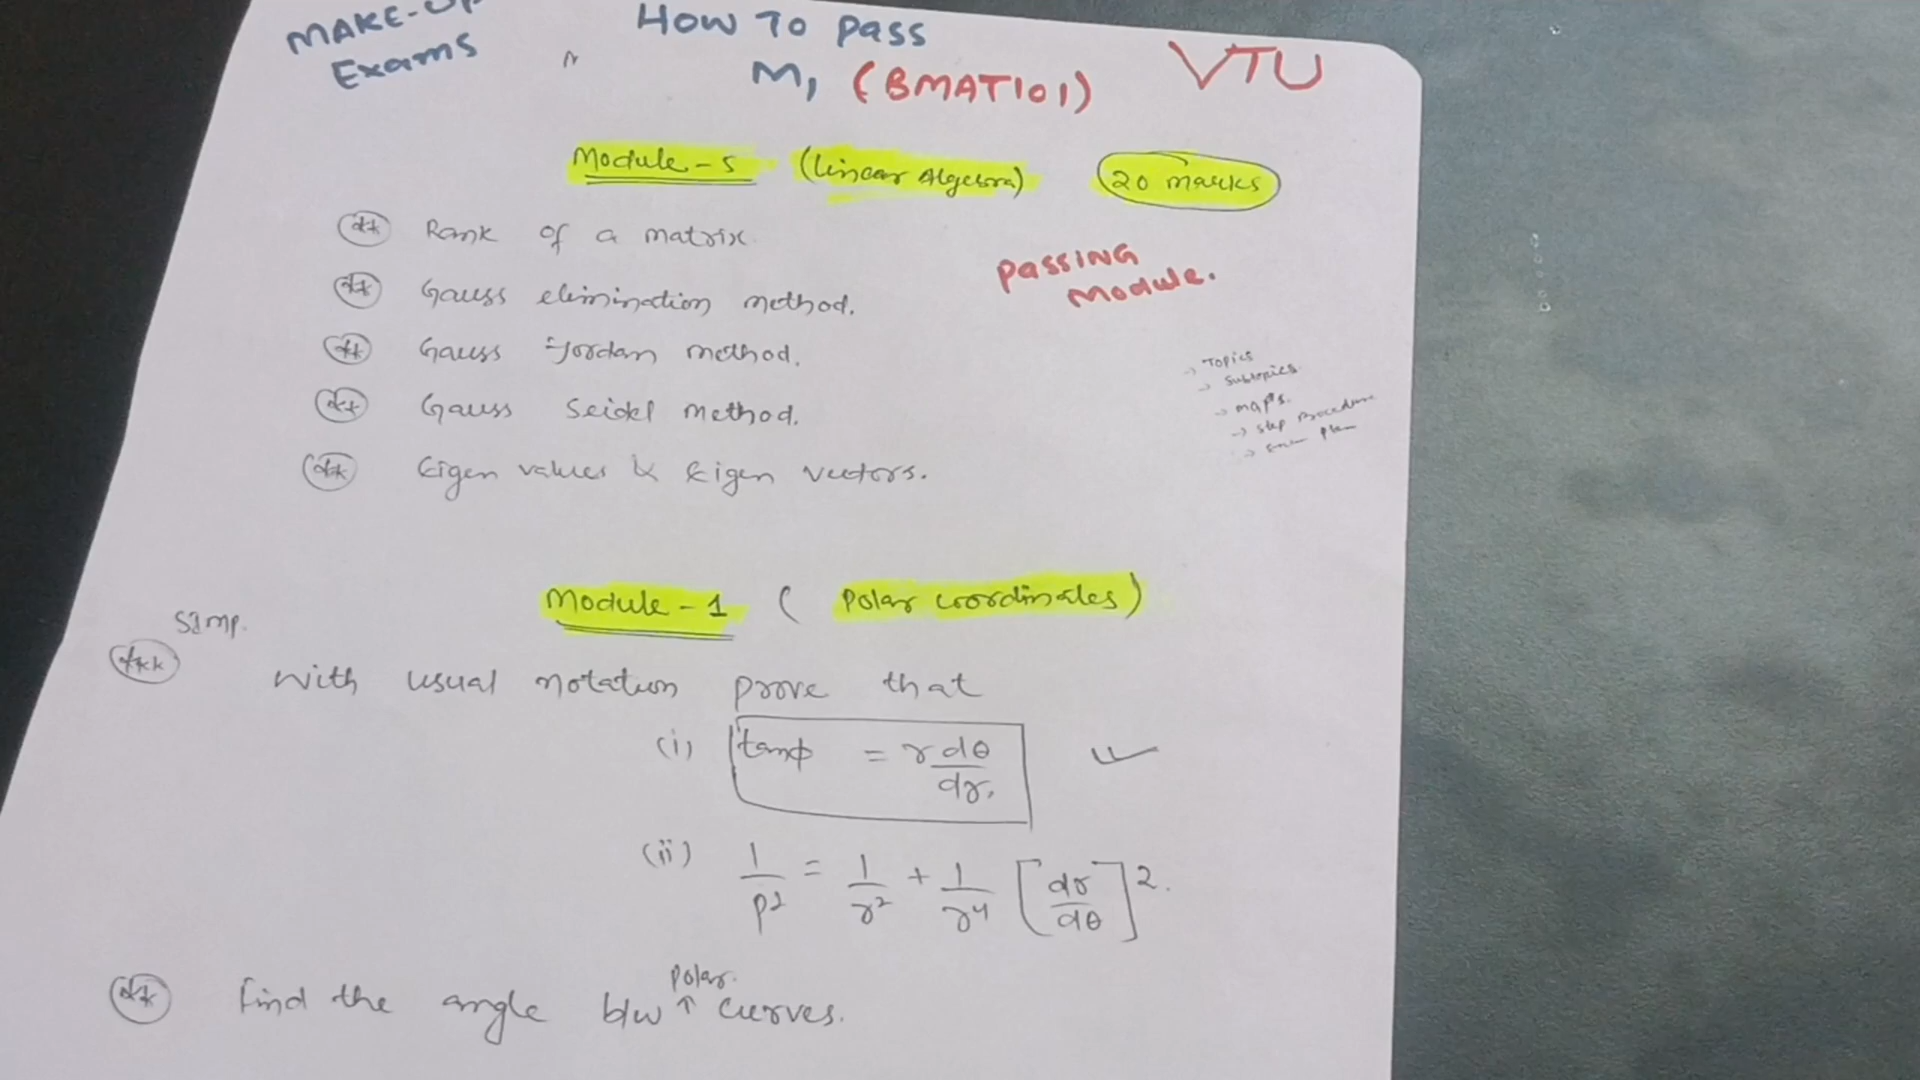 MAKE-UP
Exams
HOW TO pass
M1 (BMAT101)
VTU
Module-5 (Linear Algebra) 20 marks
** Rank of a matrix.
** Gauss elimination method.
** Gauss Jordan method.
** Gauss Seidel method.
** Eigen values & Eigen vectors.
PASSING
Module.
→ Topics
→ Subtopics.
→ maps.
→ step procedure
→ plan
Module-1 (Polar coordinates)
***
With usual notation prove that
(i) tanϕ = r dθ/dr.
(ii) 1/p² = 1/r² + 1/r⁴ [dr/dθ]².
** Find the angle b/w ↑ polar. curves.